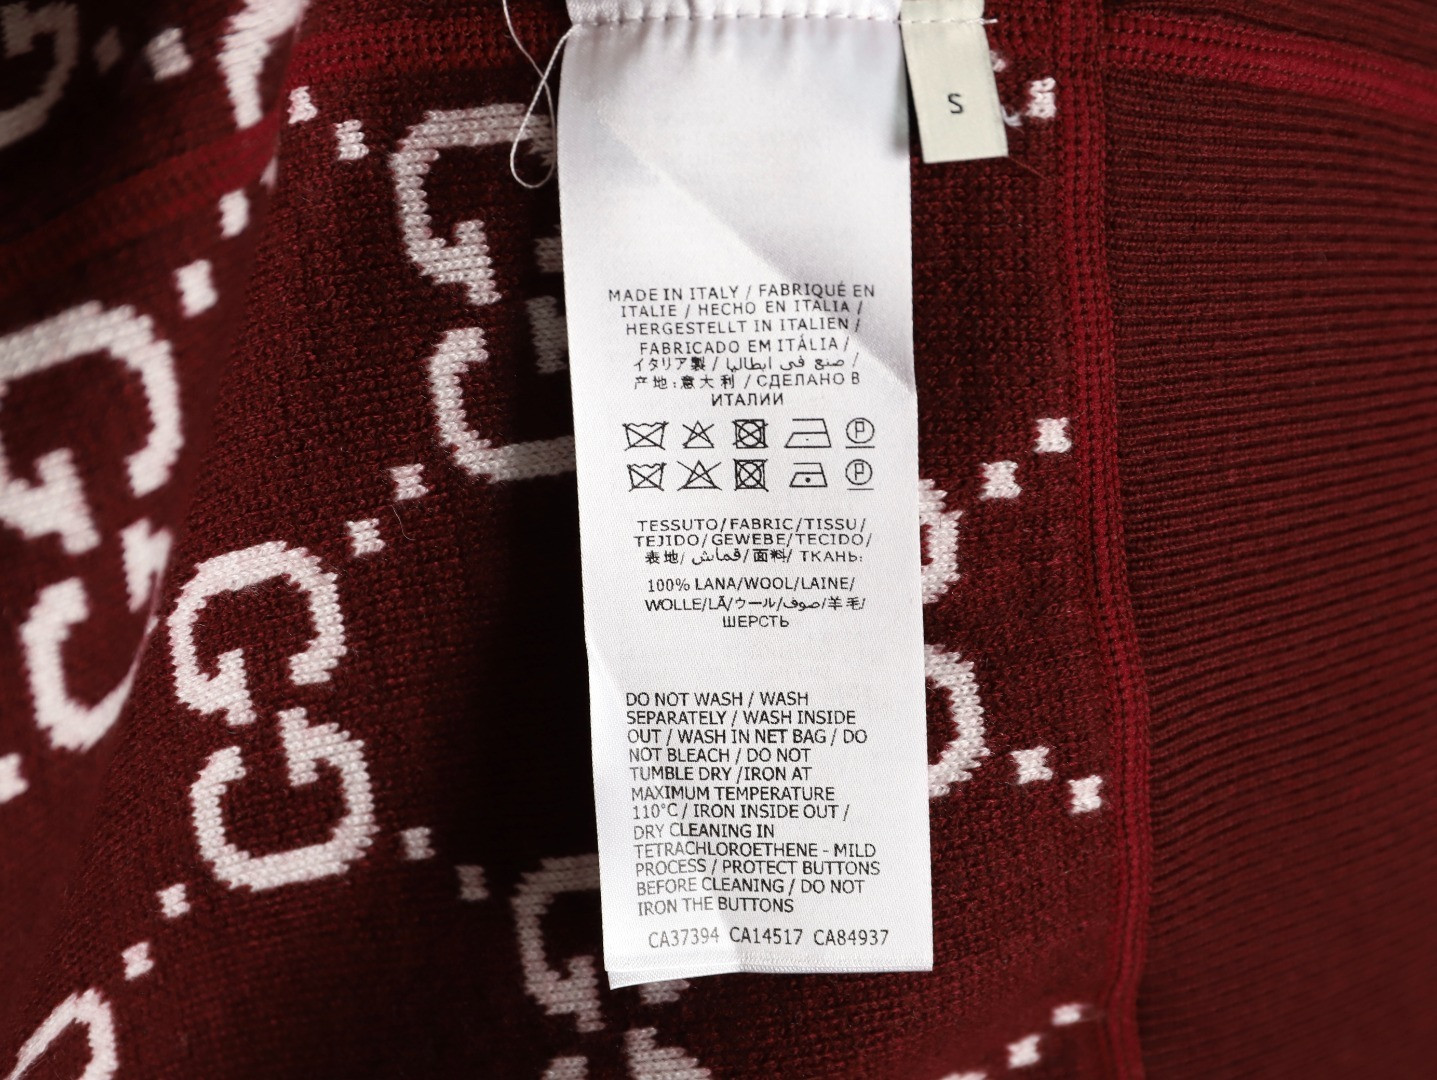 S
MADE IN ITALY / FABRIQUÉ EN
ITALIE / HECHO EN ITALIA /
HERGESTELLT IN ITALIEN /
FABRICADO EM ITÁLIA /
イタリア製 / صنع في ايطاليا /
产地:意大利 / СДЕЛАНО В
ИТАЛИИ
P
P
TESSUTO/FABRIC/TISSU/
TEJIDO/GEWEBE/TECIDO/
表地/ قماش/面料/ ТКАНЬ:
100% LANA/WOOL/LAINE/
WOLLE/LÃ/ウール/صوف/羊毛/
ШЕРСТЬ
DO NOT WASH / WASH
SEPARATELY / WASH INSIDE
OUT / WASH IN NET BAG / DO
NOT BLEACH / DO NOT
TUMBLE DRY /IRON AT
MAXIMUM TEMPERATURE
110°C / IRON INSIDE OUT /
DRY CLEANING IN
TETRACHLOROETHENE - MILD
PROCESS / PROTECT BUTTONS
BEFORE CLEANING / DO NOT
IRON THE BUTTONS
CA37394 CA14517 CA84937